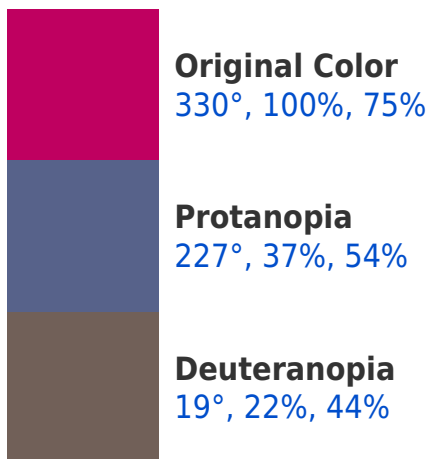 Original Color
330°, 100%, 75%
Protanopia
227°, 37%, 54%
Deuteranopia
19°, 22%, 44%